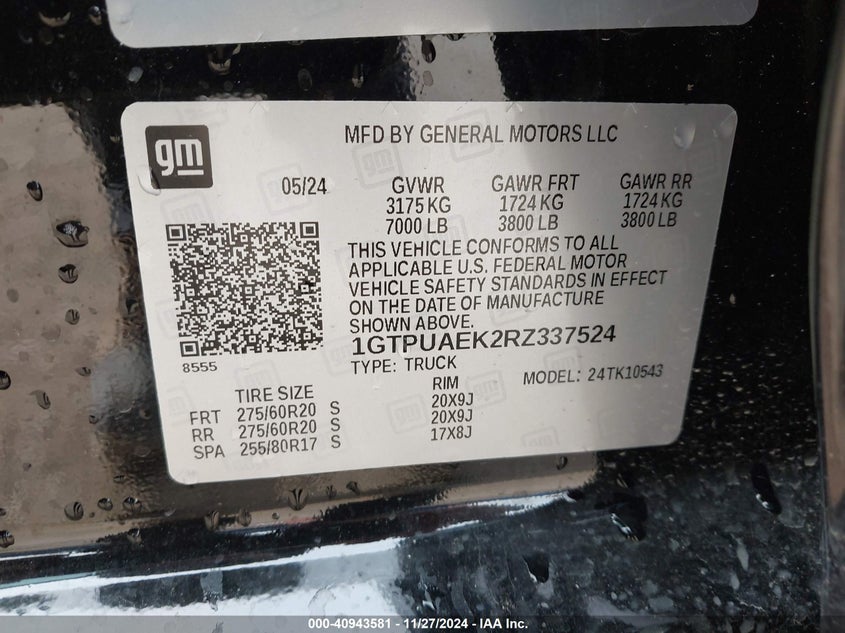 gm
MFD BY GENERAL MOTORS LLC
05/24
GVWR GAWR FRT GAWR RR
3175 KG 1724 KG 1724 KG
7000 LB 3800 LB 3800 LB
THIS VEHICLE CONFORMS TO ALL
APPLICABLE U.S. FEDERAL MOTOR
VEHICLE SAFETY STANDARDS IN EFFECT
ON THE DATE OF MANUFACTURE
SHOWN ABOVE.
1GTPUAEK2RZ337524
8555
TYPE: TRUCK
MODEL: 24TK10543
TIRE SIZE RIM
FRT 275/60R20 S 20X9J
RR 275/60R20 S 20X9J
SPA 255/80R17 S 17X8J
000-40943581 - 11/27/2024 - IAA Inc.